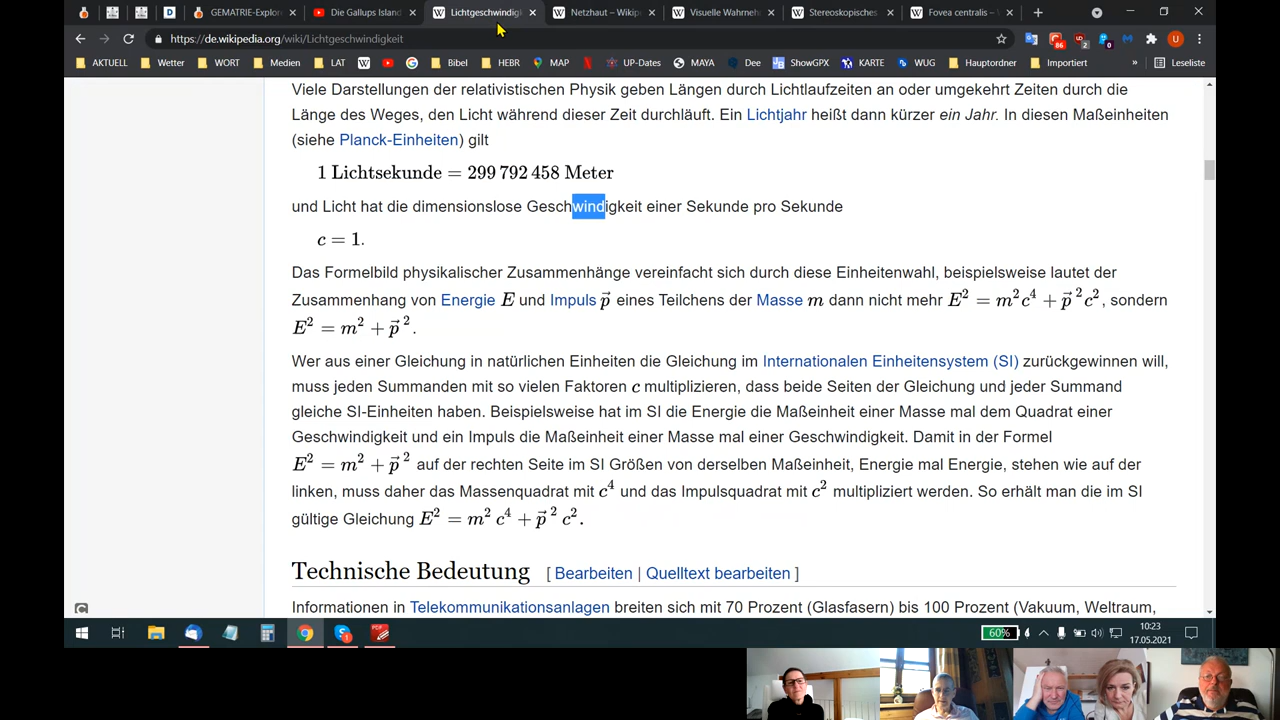 GEMATRIE-Explor
Die Gallups Island
Lichtgeschwindig
Netzhaut – Wikip
Visuelle Wahrneh
Stereoskopisches
Fovea centralis – W
https://de.wikipedia.org/wiki/Lichtgeschwindigkeit
86
2
0
U
AKTUELL
Wetter
WORT
Medien
LAT
Bibel
HEBR
MAP
UP-Dates
MAYA
Dee
ShowGPX
KARTE
WUG
Hauptordner
Importiert
»
Leseliste
Viele Darstellungen der relativistischen Physik geben Längen durch Lichtlaufzeiten an oder umgekehrt Zeiten durch die
Länge des Weges, den Licht während dieser Zeit durchläuft. Ein Lichtjahr heißt dann kürzer ein Jahr. In diesen Maßeinheiten
(siehe Planck-Einheiten) gilt
1 Lichtsekunde = 299 792 458 Meter
und Licht hat die dimensionslose Geschwindigkeit einer Sekunde pro Sekunde
c = 1.
Das Formelbild physikalischer Zusammenhänge vereinfacht sich durch diese Einheitenwahl, beispielsweise lautet der
Zusammenhang von Energie E und Impuls p⃗ eines Teilchens der Masse m dann nicht mehr E² = m²c⁴ + p⃗ ²c², sondern
E² = m² + p⃗ ².
Wer aus einer Gleichung in natürlichen Einheiten die Gleichung im Internationalen Einheitensystem (SI) zurückgewinnen will,
muss jeden Summanden mit so vielen Faktoren c multiplizieren, dass beide Seiten der Gleichung und jeder Summand
gleiche SI-Einheiten haben. Beispielsweise hat im SI die Energie die Maßeinheit einer Masse mal dem Quadrat einer
Geschwindigkeit und ein Impuls die Maßeinheit einer Masse mal einer Geschwindigkeit. Damit in der Formel
E² = m² + p⃗ ² auf der rechten Seite im SI Größen von derselben Maßeinheit, Energie mal Energie, stehen wie auf der
linken, muss daher das Massenquadrat mit c⁴ und das Impulsquadrat mit c² multipliziert werden. So erhält man die im SI
gültige Gleichung E² = m² c⁴ + p⃗ ² c².
Technische Bedeutung [ Bearbeiten | Quelltext bearbeiten ]
Informationen in Telekommunikationsanlagen breiten sich mit 70 Prozent (Glasfasern) bis 100 Prozent (Vakuum, Weltraum,
60%
10:23
17.05.2021